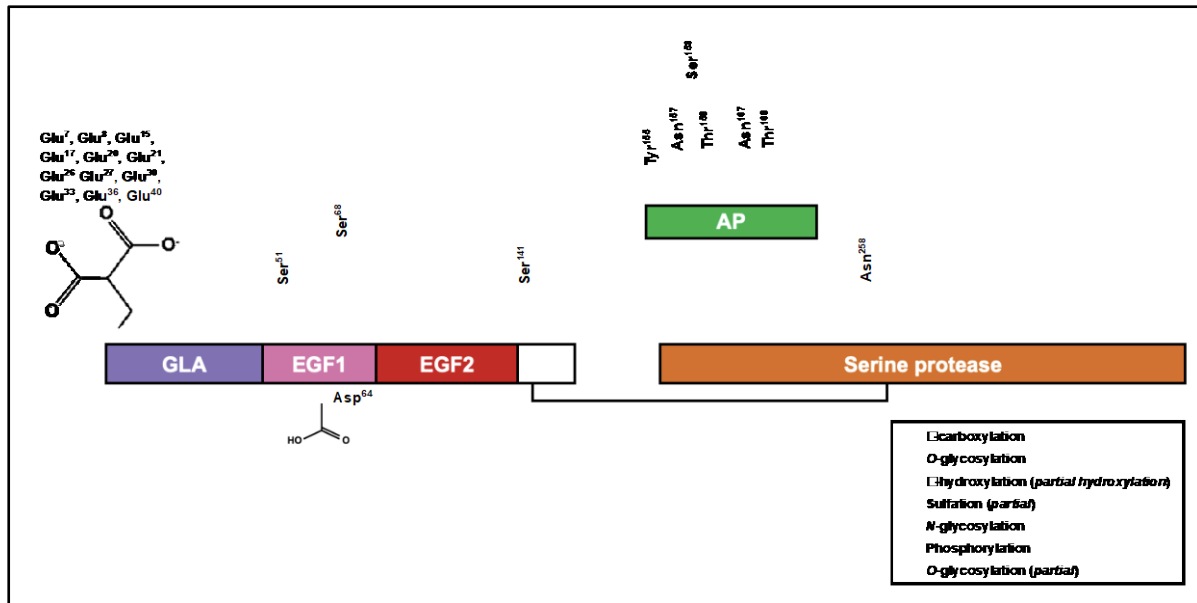 Glu⁷, Glu⁸, Glu¹⁵,
Glu¹⁷, Glu²⁰, Glu²¹,
Glu²⁶ Glu²⁷, Glu³⁰,
Glu³³, Glu³⁶, Glu⁴⁰
O
O⁻
O⁻
O
Ser⁵¹
Ser⁶⁸
Ser¹⁴¹
Tyr¹⁵⁵
Asn¹⁵⁷
Ser¹⁵⁸
Thr¹⁵⁹
Asn¹⁶⁷
Thr¹⁶⁹
AP
Asn²⁵⁸
GLA
EGF1
EGF2
Serine protease
Asp⁶⁴
HO
O
-carboxylation
O-glycosylation
-hydroxylation (partial hydroxylation)
Sulfation (partial)
N-glycosylation
Phosphorylation
O-glycosylation (partial)